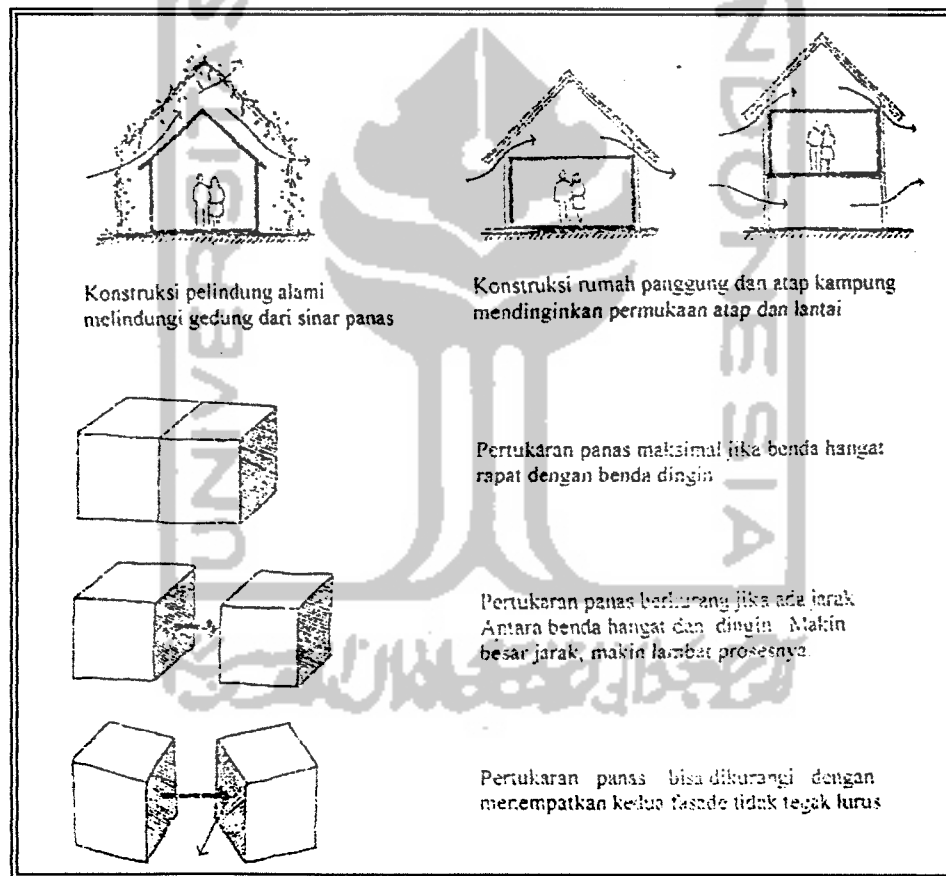 Konstruksi pelindung alami
melindungi gedung dari sinar panas
Konstruksi rumah panggung dan atap kampung
mendinginkan permukaan atap dan lantai
Pertukaran panas maksimal jika benda hangat
rapat dengan benda dingin
Pertukaran panas berkurang jika ada jarak
Antara benda hangat dan dingin Makin
besar jarak, makin lambat prosesnya.
Pertukaran panas bisa dikurangi dengan
menempatkan kedua fasade tidak tegak lurus